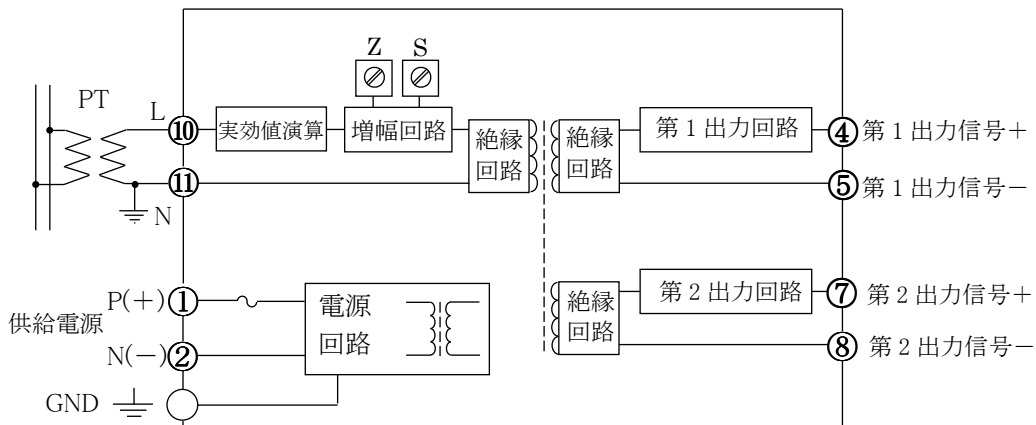 Z S
PT
L
⑩ 実効値演算 増幅回路
絶縁
回路
絶縁
回路
第1出力回路
④ 第1出力信号+
⑪
N
⑤ 第1出力信号-
供給電源
P(+) ①
N(-) ②
GND
電源
回路
絶縁
回路
第2出力回路
⑦ 第2出力信号+
⑧ 第2出力信号-